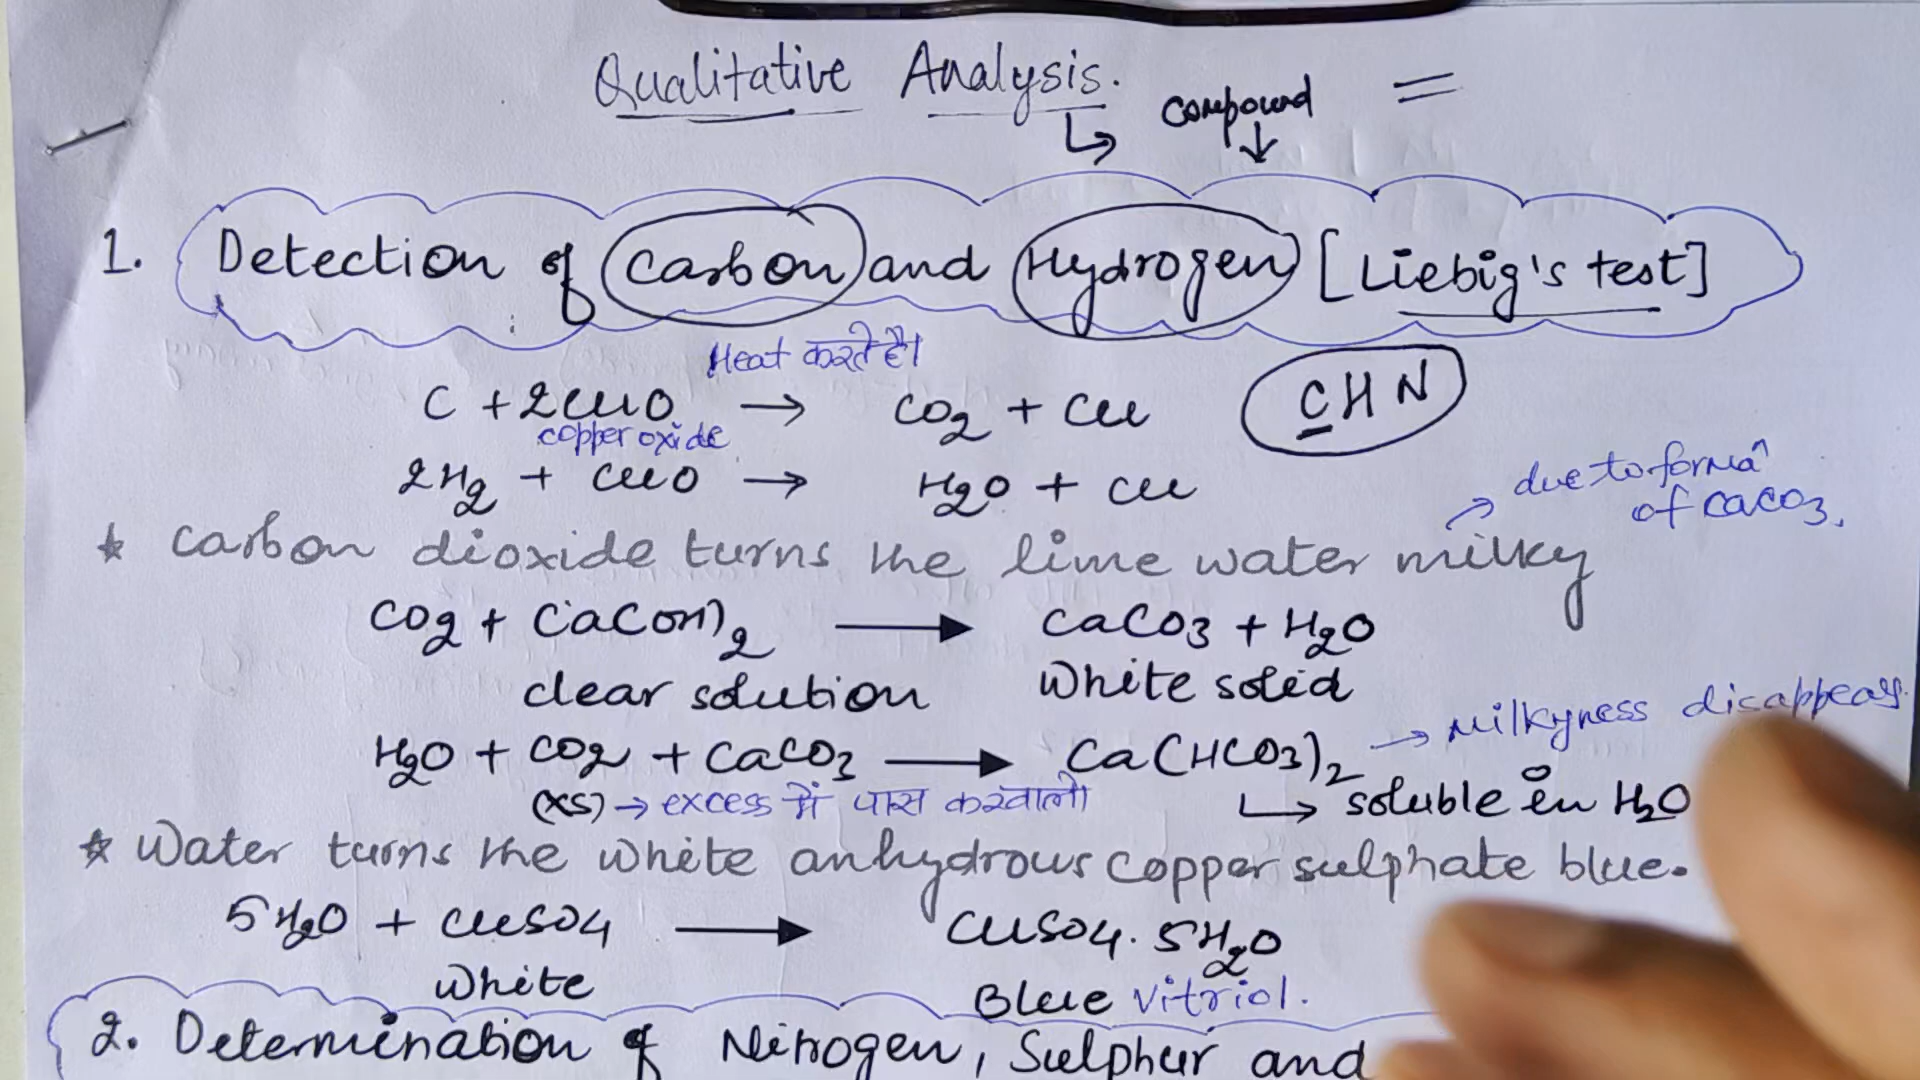 Qualitative Analysis.
compound
1. Detection of Carbon and Hydrogen [Liebig's test]
Heat करते है।
C + 2CuO → CO2 + Cu
CHN
copper oxide
2H2 + CuO → H2O + Cu
due to forma^
of CaCO3.
* Carbon dioxide turns the lime water milky
CO2 + Ca(OH)2 → CaCO3 + H2O
clear solution White solid
H2O + CO2 + CaCO3 → Ca(HCO3)2 → Milkyness disappears.
(XS) → excess में पास करवालो
↳ soluble in H2O
* Water turns the white anhydrous copper sulphate blue.
5H2O + CuSO4 → CuSO4. 5H2O
White Blue vitriol.
2. Determination of Nitrogen, Sulphur and